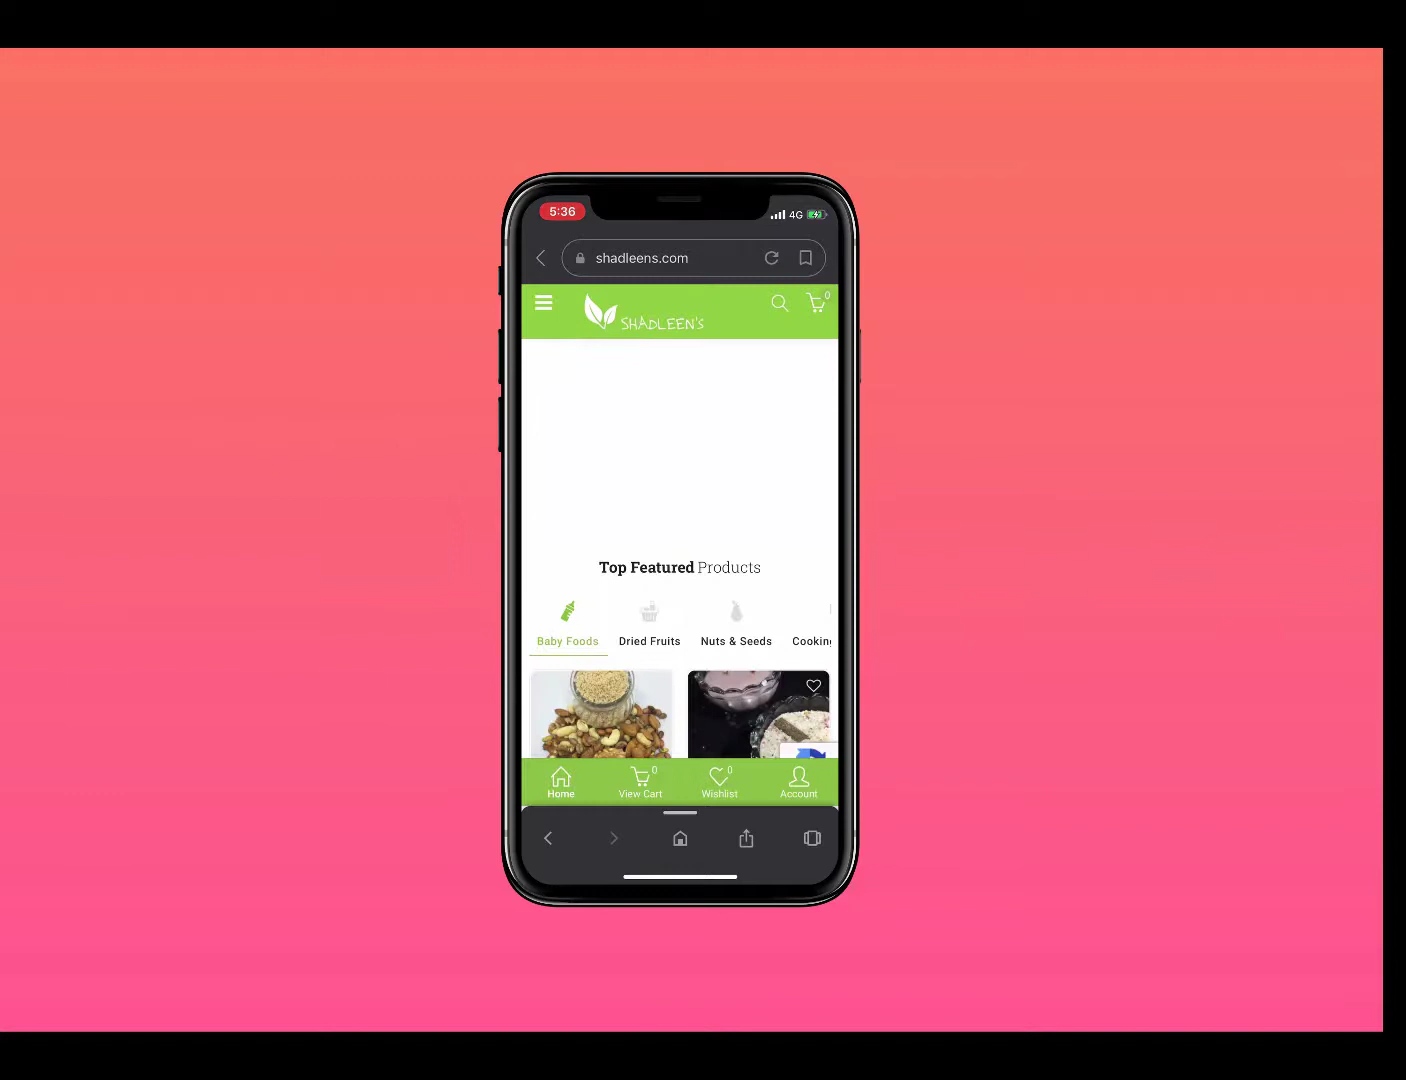 5:36
4G
shadleens.com
SHADLEEN'S
0
Top Featured Products
Baby Foods
Dried Fruits
Nuts & Seeds
Cooking
0
0
Home
View Cart
Wishlist
Account